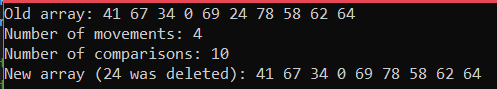 Old array: 41 67 34 0 69 24 78 58 62 64
Number of movements: 4
Number of comparisons: 10
New array (24 was deleted): 41 67 34 0 69 78 58 62 64